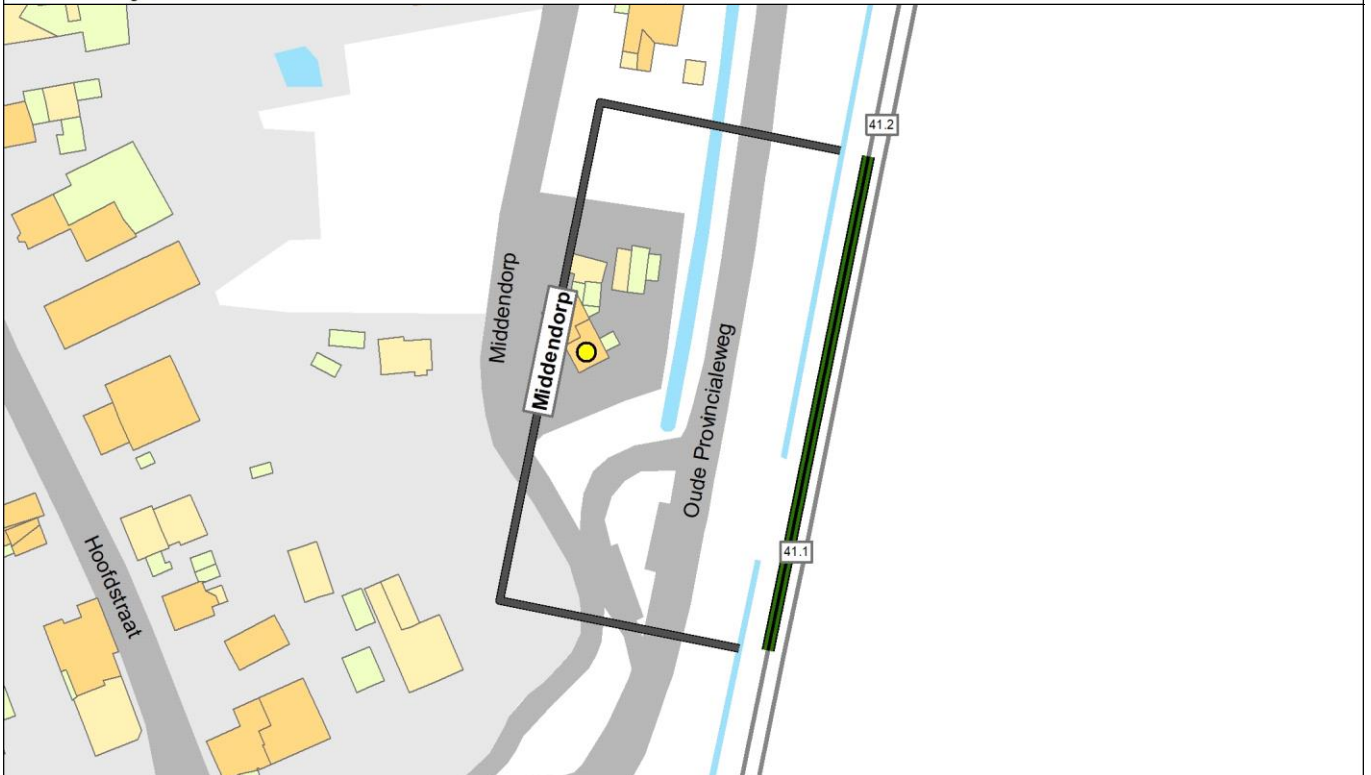 41.2
Middendorp
Middendorp
Oude Provincialeweg
41.1
Hoofdstraat